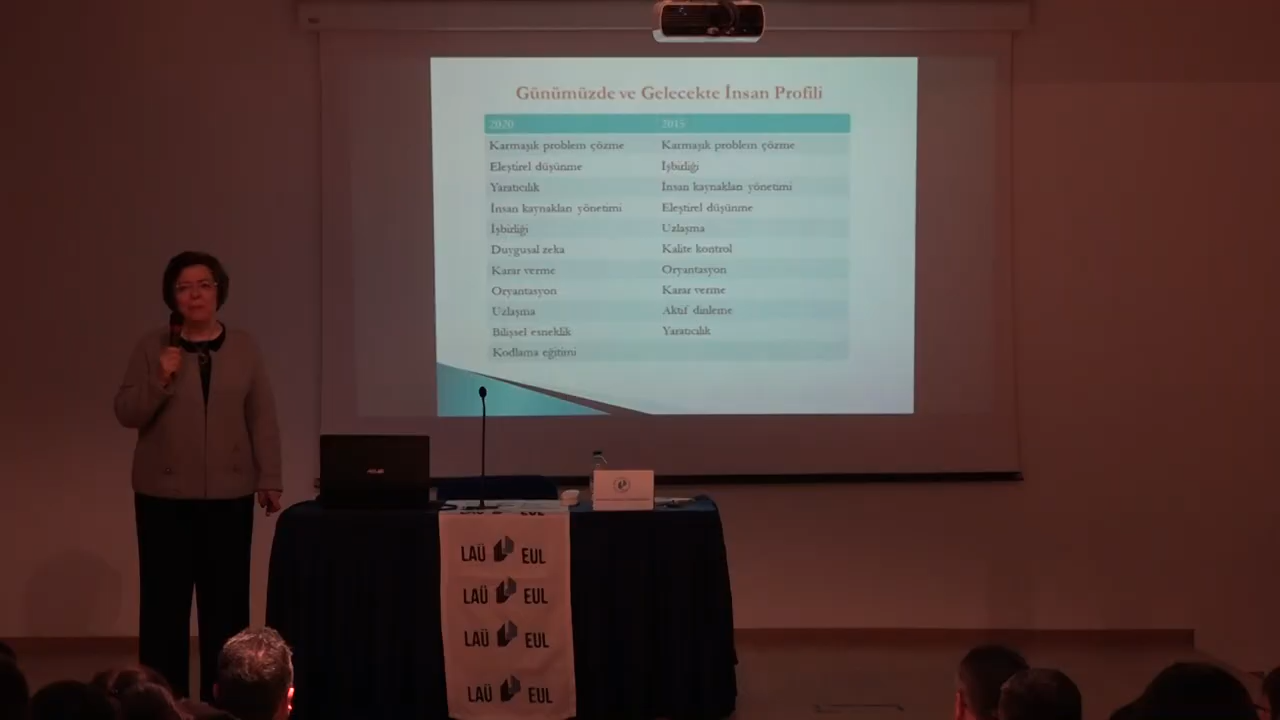 Günümüzde ve Gelecekte İnsan Profili
2020 2015
Karmaşık problem çözme Karmaşık problem çözme
Eleştirel düşünme İşbirliği
Yaratıcılık İnsan kaynakları yönetimi
İnsan kaynakları yönetimi Eleştirel düşünme
İşbirliği Uzlaşma
Duygusal zeka Kalite kontrol
Karar verme Oryantasyon
Oryantasyon Karar verme
Uzlaşma Aktif dinleme
Bilişsel esneklik Yaratıcılık
Kodlama eğitimi
ASUS
LAÜ EUL
LAÜ EUL
LAÜ EUL
LAÜ EUL